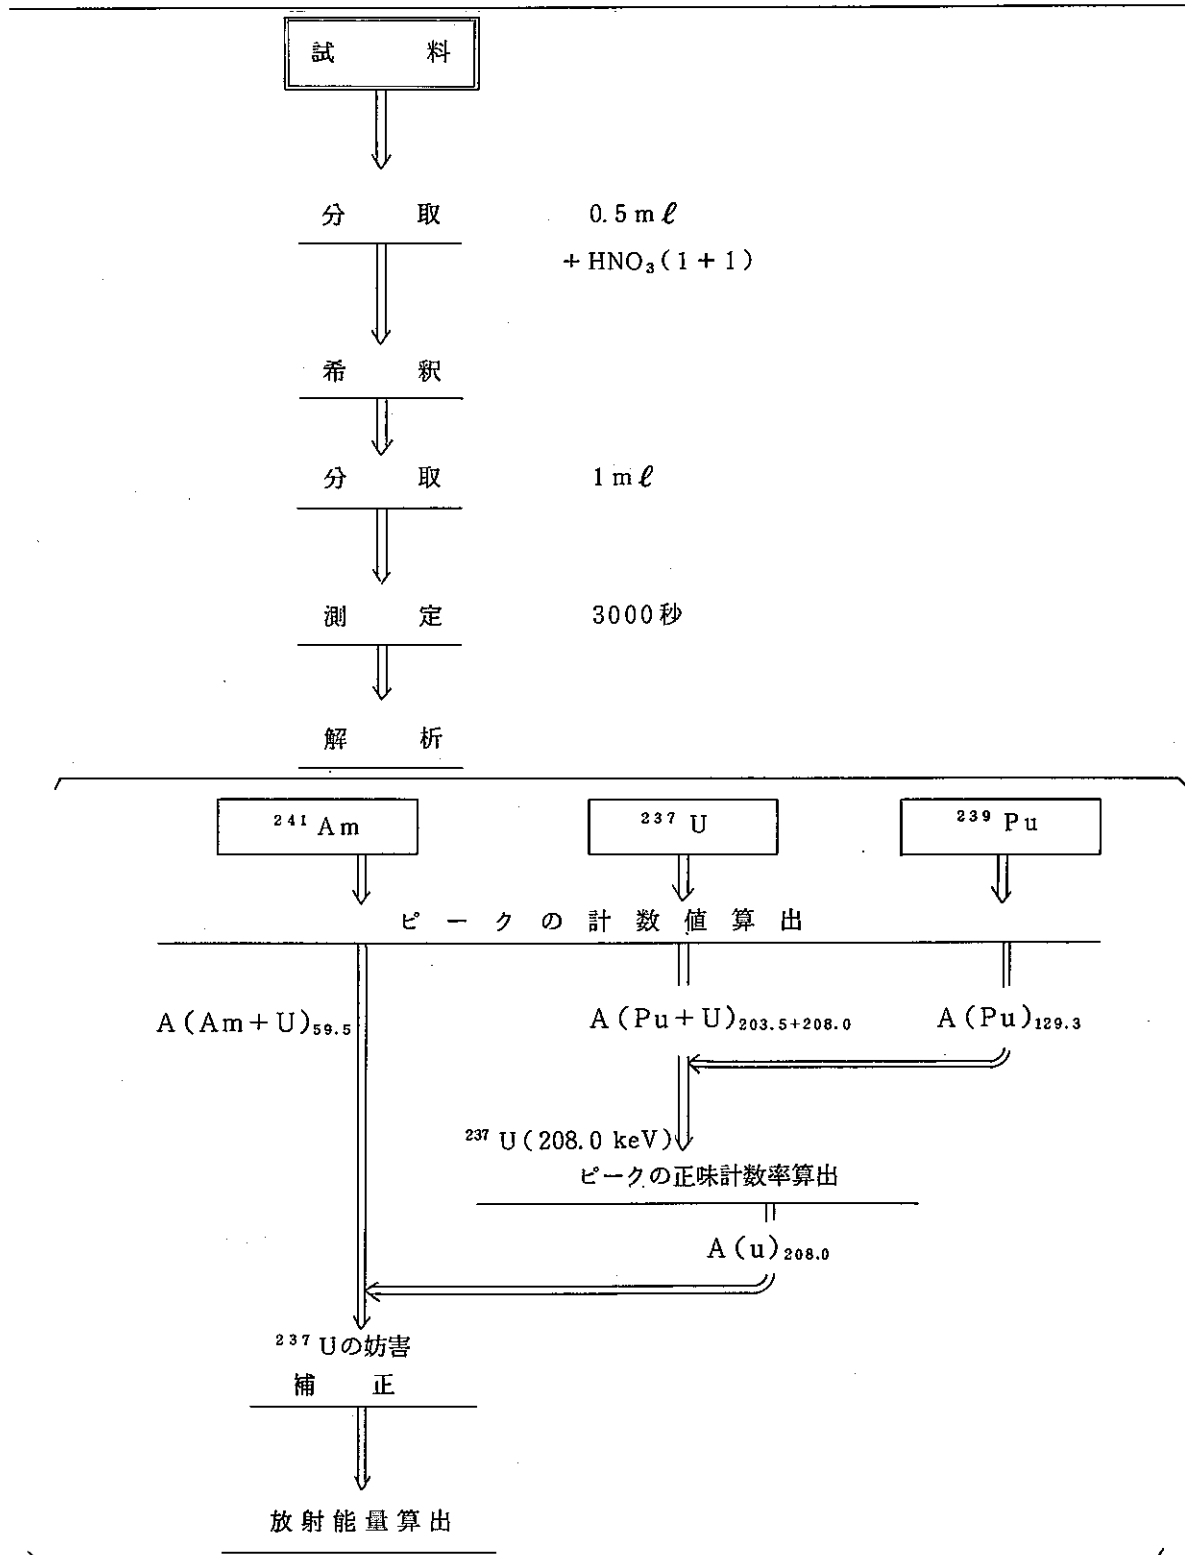 試料
分取 0.5mℓ
+HNO₃(1+1)
希釈
分取 1mℓ
測定 3000秒
解析
²⁴¹Am ²³⁷U ²³⁹Pu
ピークの計数値算出
A(Am+U)₅₉.₅ A(Pu+U)₂₀₃.₅₊₂₀₈.₀ A(Pu)₁₂₉.₃
²³⁷U(208.0 keV)
ピークの正味計数率算出
A(u)₂₀₈.₀
²³⁷Uの妨害
補正
放射能量算出